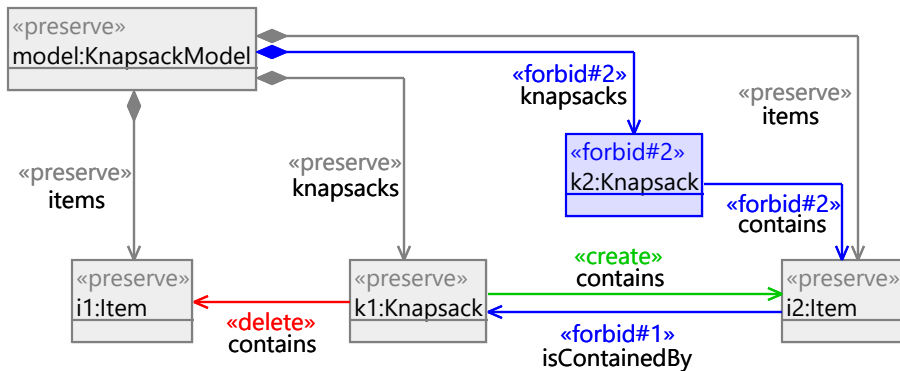 «preserve»
model:KnapsackModel
«forbid#2»
knapsacks
«preserve»
items
«forbid#2»
k2:Knapsack
«preserve»
items
«preserve»
knapsacks
«forbid#2»
contains
«preserve»
i1:Item
«preserve»
k1:Knapsack
«create»
contains
«preserve»
i2:Item
«delete»
contains
«forbid#1»
isContainedBy